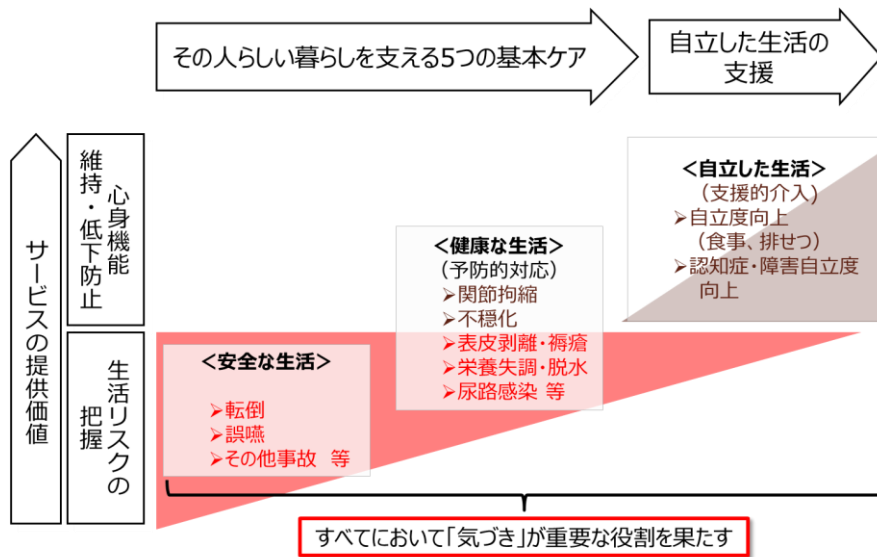 その人らしい暮らしを支える5つの基本ケア
自立した生活の
支援
サービスの提供価値
心身機能
維持・低下防止
生活リスクの
把握
＜自立した生活＞
(支援的介入)
➢自立度向上
(食事、排せつ)
➢認知症・障害自立度
向上
＜健康な生活＞
(予防的対応)
➢関節拘縮
➢不穏化
➢表皮剥離・褥瘡
➢栄養失調・脱水
➢尿路感染 等
＜安全な生活＞
➢転倒
➢誤嚥
➢その他事故 等
すべてにおいて「気づき」が重要な役割を果たす